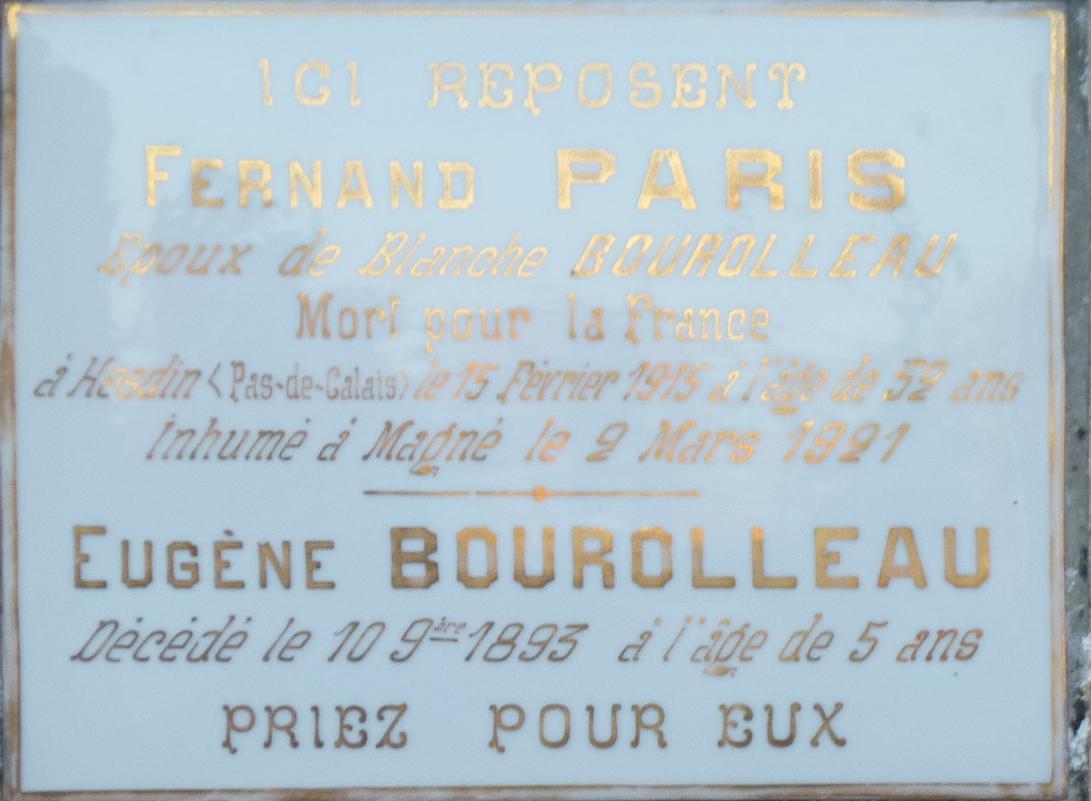 ICI REPOSENT
FERNAND PARIS
Epoux de Blanche BOUROLLEAU
Mort pour la France
à Hesdin (Pas-de-Calais) le 15 Février 1915 à l'âge de 32 ans
Inhumé à Magné le 2 Mars 1921
EUGÈNE BOUROLLEAU
Décédé le 10 9bre 1893 à l'âge de 5 ans
PRIEZ POUR EUX